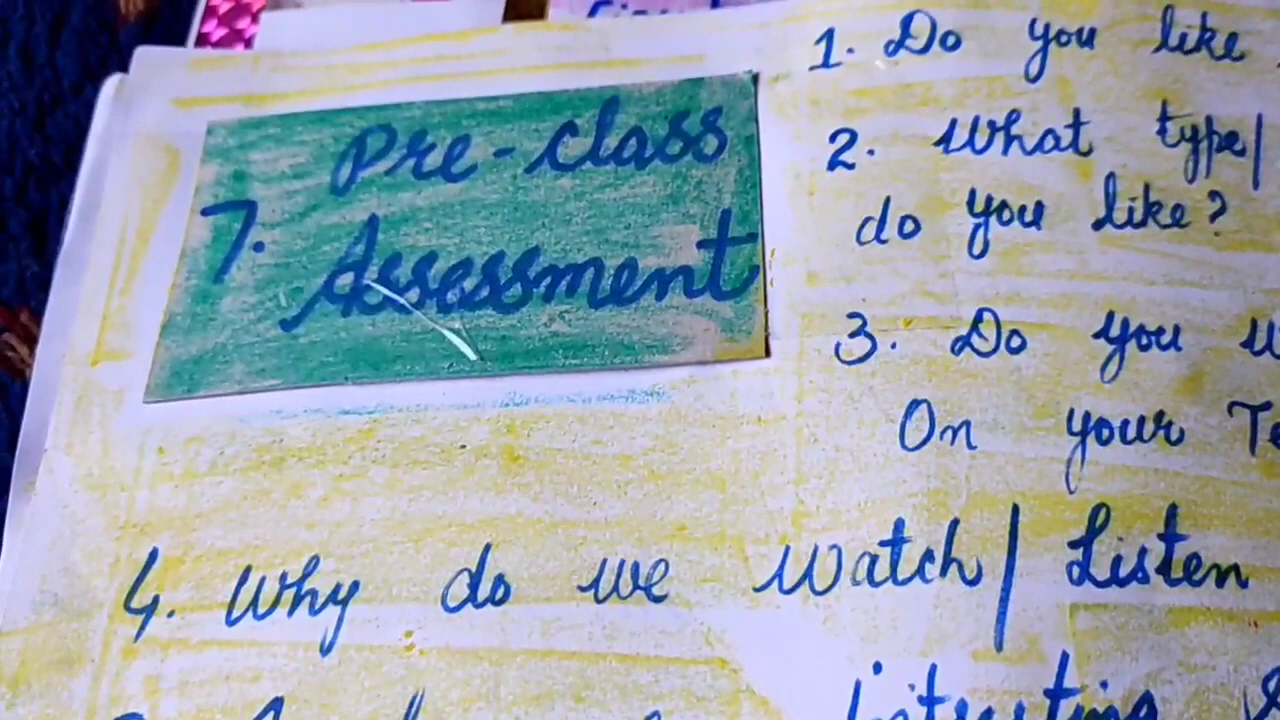 7. Pre-class
Assessment
1. Do you like
2. What type/
do you like?
3. Do you
On your
4. Why do we watch/Listen